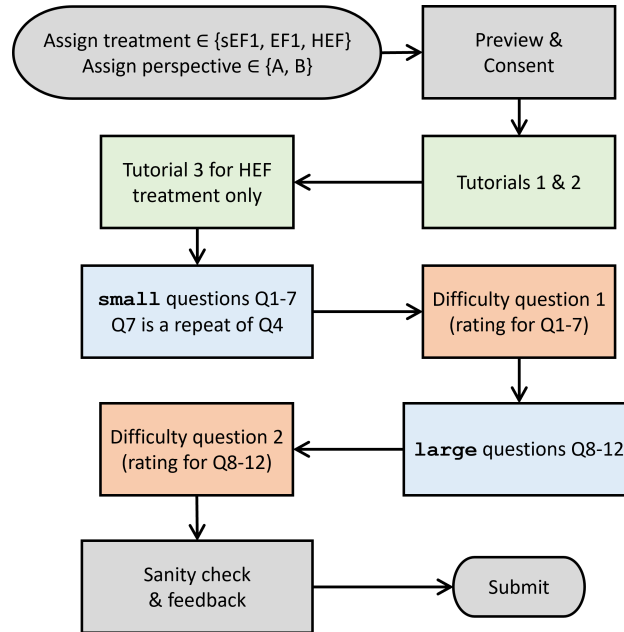 Assign treatment ∈ {sEF1, EF1, HEF}
Assign perspective ∈ {A, B}
Preview &
Consent
Tutorial 3 for HEF
treatment only
Tutorials 1 & 2
small questions Q1-7
Q7 is a repeat of Q4
Difficulty question 1
(rating for Q1-7)
Difficulty question 2
(rating for Q8-12)
large questions Q8-12
Sanity check
& feedback
Submit